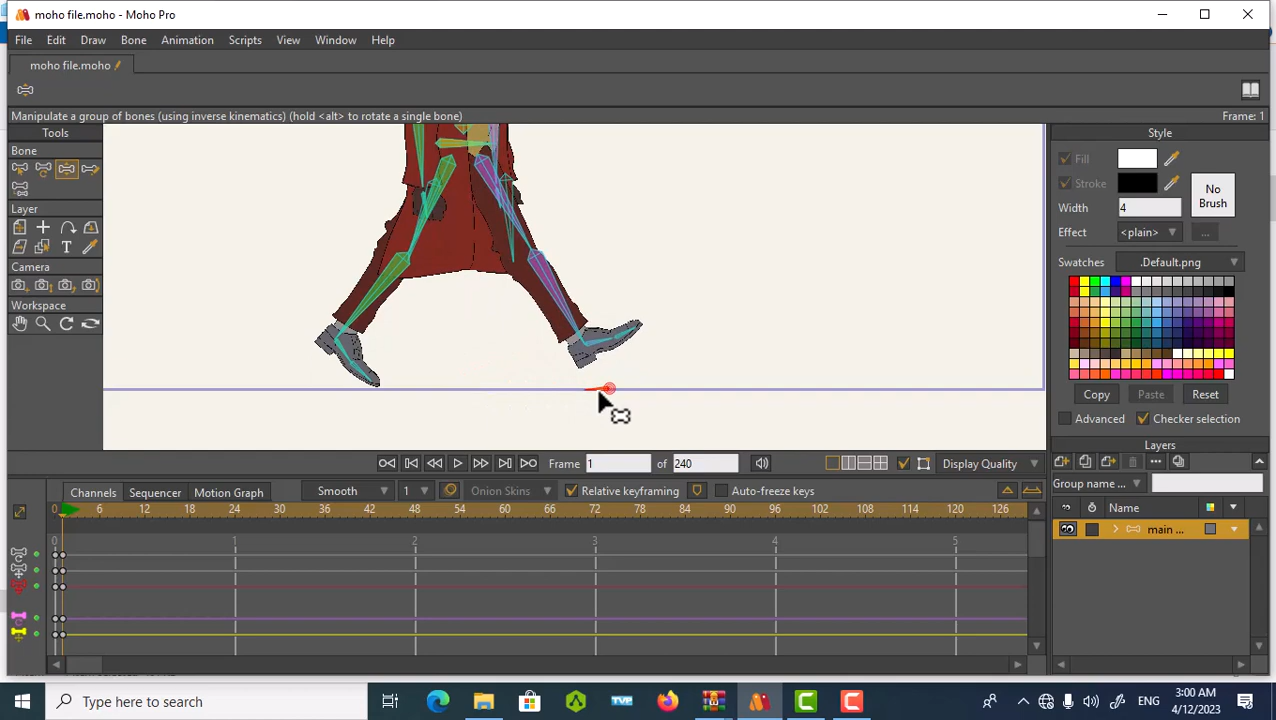 moho file.moho - Moho Pro
File Edit Draw Bone Animation Scripts View Window Help
moho file.moho
Manipulate a group of bones (using inverse kinematics) (hold <alt> to rotate a single bone) Frame: 1
Tools
Bone
Layer
Camera
Workspace
Style
Fill
Stroke
No Brush
Width 4
Effect <plain> ...
Swatches .Default.png
Copy Paste Reset
Advanced Checker selection
Layers
Group name ...
Name
main ...
Frame 1 of 240 Display Quality
Channels Sequencer Motion Graph Smooth 1 Onion Skins Relative keyframing Auto-freeze keys
0 6 12 18 24 30 36 42 48 54 60 66 72 78 84 90 96 102 108 114 120 126
0 1 2 3 4 5
Type here to search
TVP
ENG
3:00 AM
4/12/2023